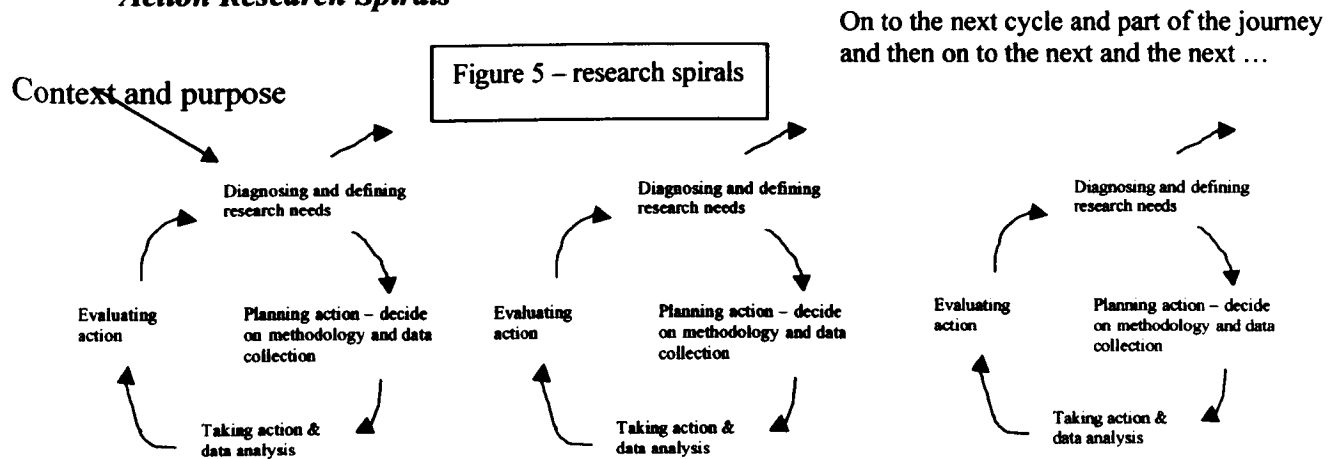 Action Research Spirals
On to the next cycle and part of the journey
and then on to the next and the next ...
Figure 5 – research spirals
Context and purpose
Diagnosing and defining
research needs
Evaluating
action
Planning action – decide
on methodology and data
collection
Taking action &
data analysis
Diagnosing and defining
research needs
Evaluating
action
Planning action – decide
on methodology and data
collection
Taking action &
data analysis
Diagnosing and defining
research needs
Evaluating
action
Planning action – decide
on methodology and data
collection
Taking action &
data analysis